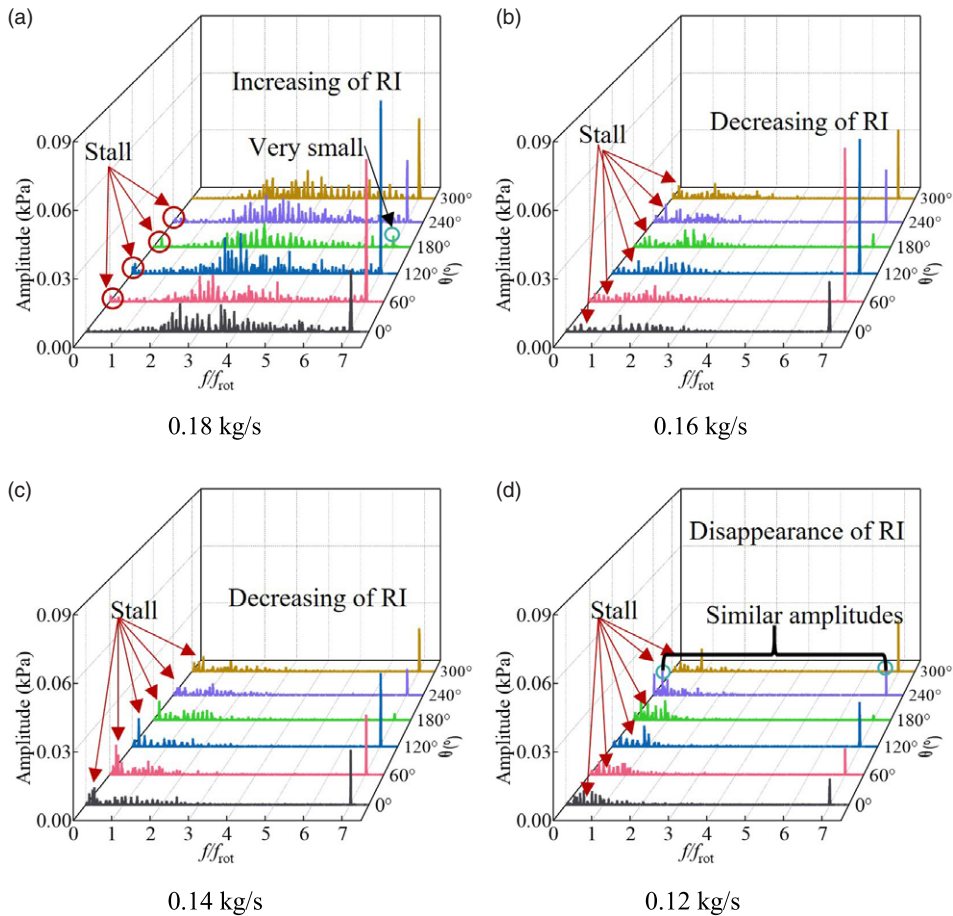 (a)
Increasing of RI
Very small
Stall
Amplitude (kPa)
0.09
0.06
0.03
0.00
0 1 2 3 4 5 6 7
f/frot
0°
60°
120°
180°
240°
300°
θ(°)
0.18 kg/s
(b)
Decreasing of RI
Stall
Amplitude (kPa)
0.09
0.06
0.03
0.00
0 1 2 3 4 5 6 7
f/frot
0°
60°
120°
180°
240°
300°
θ(°)
0.16 kg/s
(c)
Decreasing of RI
Stall
Amplitude (kPa)
0.09
0.06
0.03
0.00
0 1 2 3 4 5 6 7
f/frot
0°
60°
120°
180°
240°
300°
θ(°)
0.14 kg/s
(d)
Disappearance of RI
Similar amplitudes
Stall
Amplitude (kPa)
0.09
0.06
0.03
0.00
0 1 2 3 4 5 6 7
f/frot
0°
60°
120°
180°
240°
300°
θ(°)
0.12 kg/s